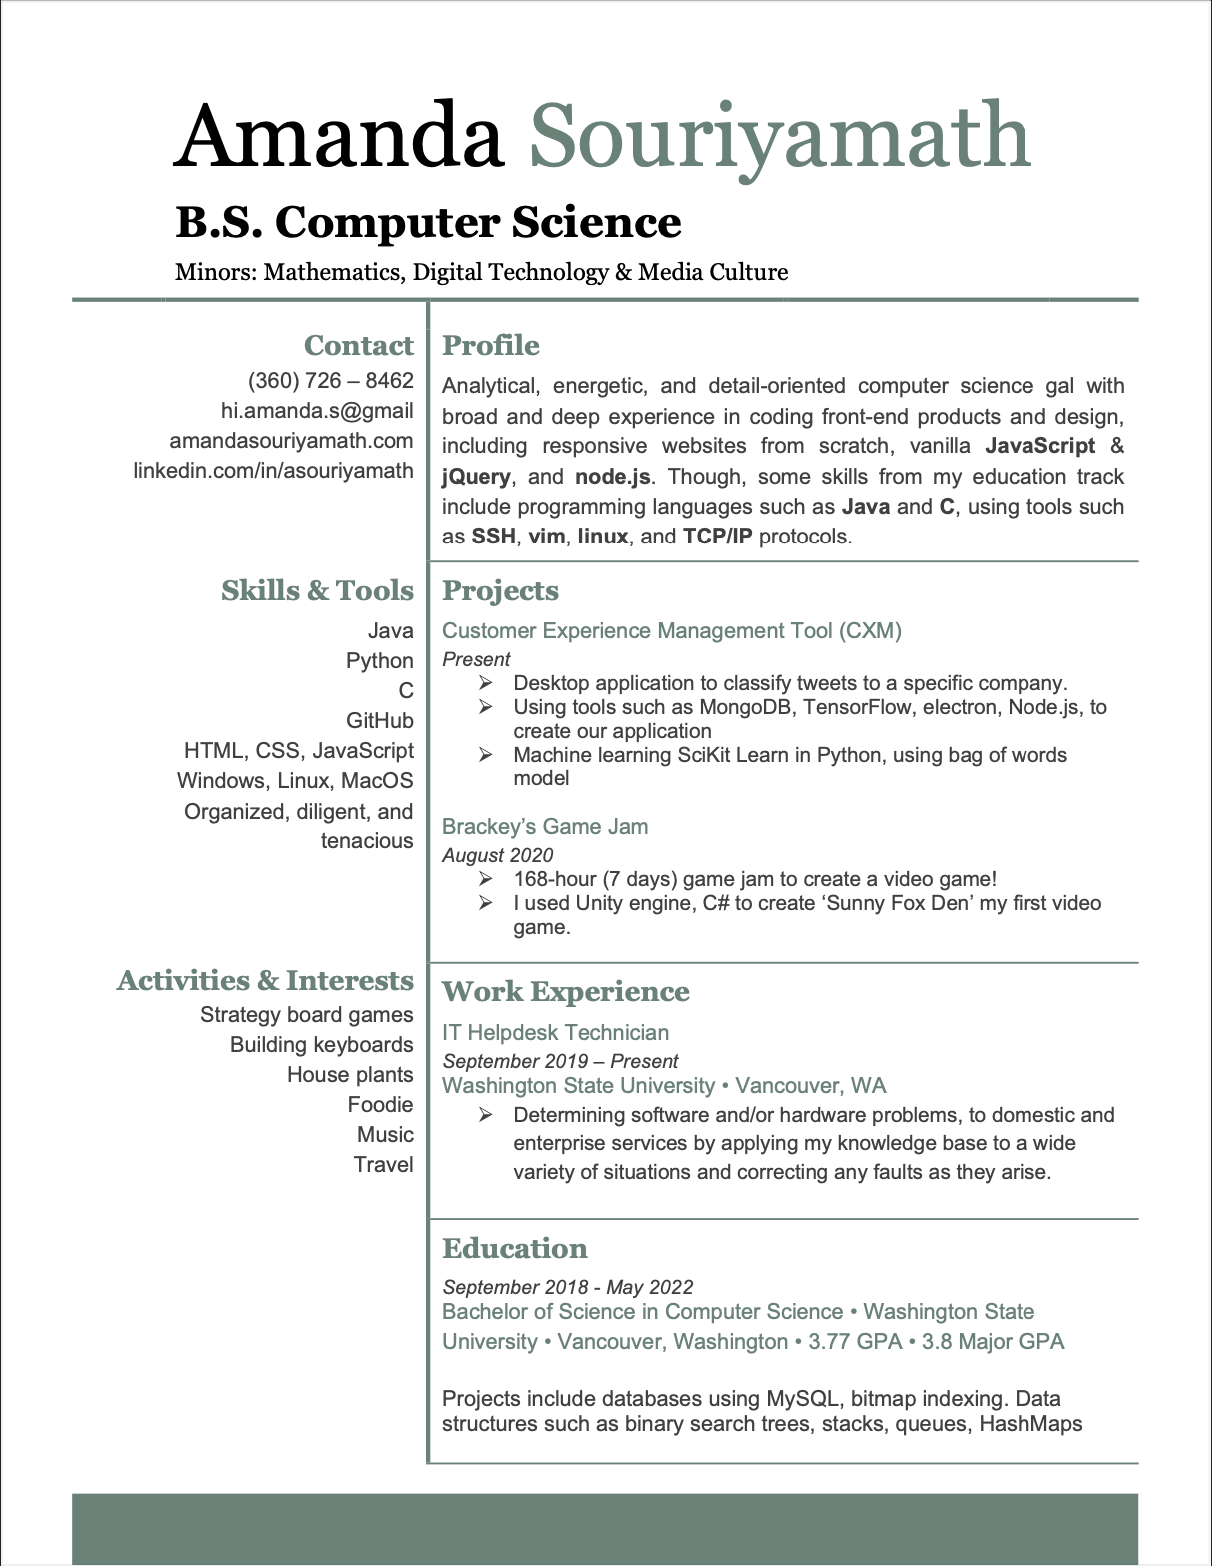 Amanda Souriyamath
B.S. Computer Science
Minors: Mathematics, Digital Technology & Media Culture
Contact
(360) 726 – 8462
hi.amanda.s@gmail
amandasouriyamath.com
linkedin.com/in/asouriyamath
Profile
Analytical, energetic, and detail-oriented computer science gal with
broad and deep experience in coding front-end products and design,
including responsive websites from scratch, vanilla JavaScript &
jQuery, and node.js. Though, some skills from my education track
include programming languages such as Java and C, using tools such
as SSH, vim, linux, and TCP/IP protocols.
Skills & Tools
Java
Python
C
GitHub
HTML, CSS, JavaScript
Windows, Linux, MacOS
Organized, diligent, and
tenacious
Projects
Customer Experience Management Tool (CXM)
Present
➢ Desktop application to classify tweets to a specific company.
➢ Using tools such as MongoDB, TensorFlow, electron, Node.js, to
create our application
➢ Machine learning SciKit Learn in Python, using bag of words
model
Brackey’s Game Jam
August 2020
➢ 168-hour (7 days) game jam to create a video game!
➢ I used Unity engine, C# to create ‘Sunny Fox Den’ my first video
game.
Activities & Interests
Strategy board games
Building keyboards
House plants
Foodie
Music
Travel
Work Experience
IT Helpdesk Technician
September 2019 – Present
Washington State University • Vancouver, WA
➢ Determining software and/or hardware problems, to domestic and
enterprise services by applying my knowledge base to a wide
variety of situations and correcting any faults as they arise.
Education
September 2018 - May 2022
Bachelor of Science in Computer Science • Washington State
University • Vancouver, Washington • 3.77 GPA • 3.8 Major GPA
Projects include databases using MySQL, bitmap indexing. Data
structures such as binary search trees, stacks, queues, HashMaps